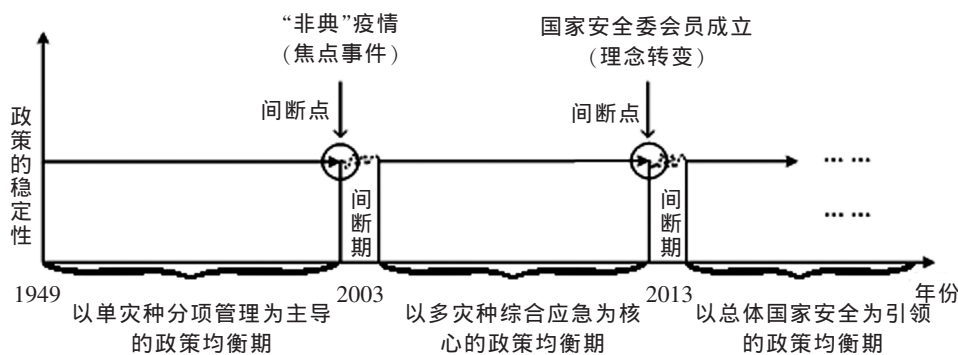 “非典”疫情
(焦点事件)
国家安全委会员成立
(理念转变)
间断点
间断点
政策的稳定性
…… ……
间断期
间断期
…… ……
1949
2003
2013
年份
以单灾种分项管理为主导
的政策均衡期
以多灾种综合应急为核
心的政策均衡期
以总体国家安全为引领
的政策均衡期